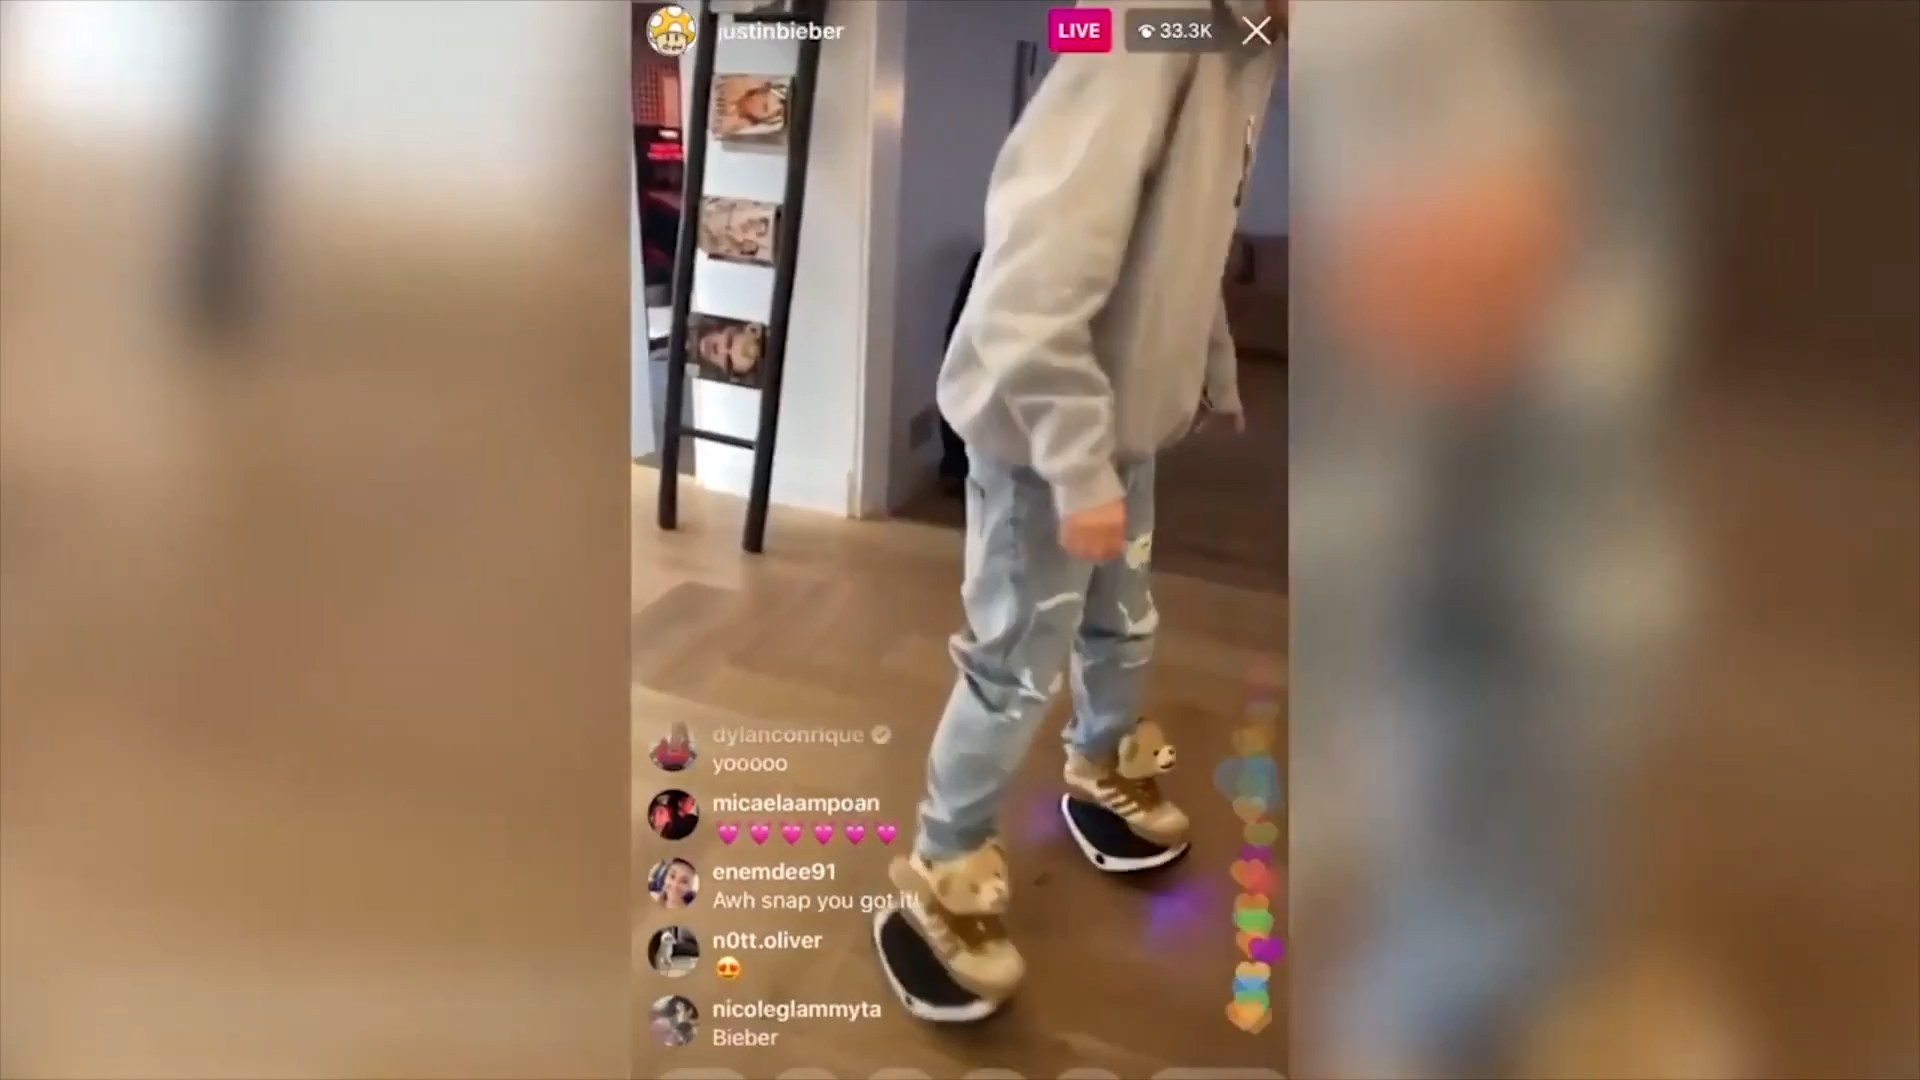 justinbieber
LIVE
33.3K
dylanconrique
yooooo
micaelaampoan
enemdee91
Awh snap you got it!
n0tt.oliver
nicoleglammyta
Bieber